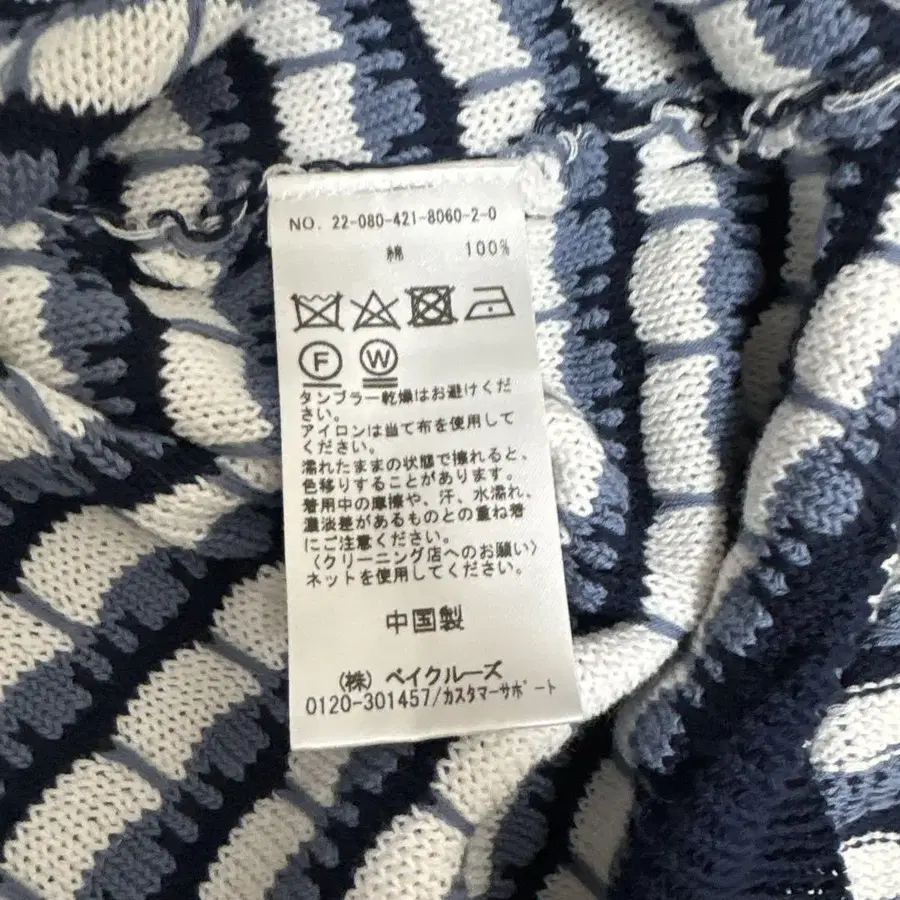 NO. 22-080-421-8060-2-0
綿 100%
F W
タンブラー乾燥はお避けくだ
さい。
アイロンは当て布を使用して
ください。
濡れたままの状態で擦れると、
色移りすることがあります。
着用中の摩擦や、汗、水濡れ、
濃淡差があるものとの重ね着
にご注意ください。
〈クリーニング店へのお願い〉
ネットを使用してください。
中国製
(株) ベイクルーズ
0120-301457/カスタマーサポート